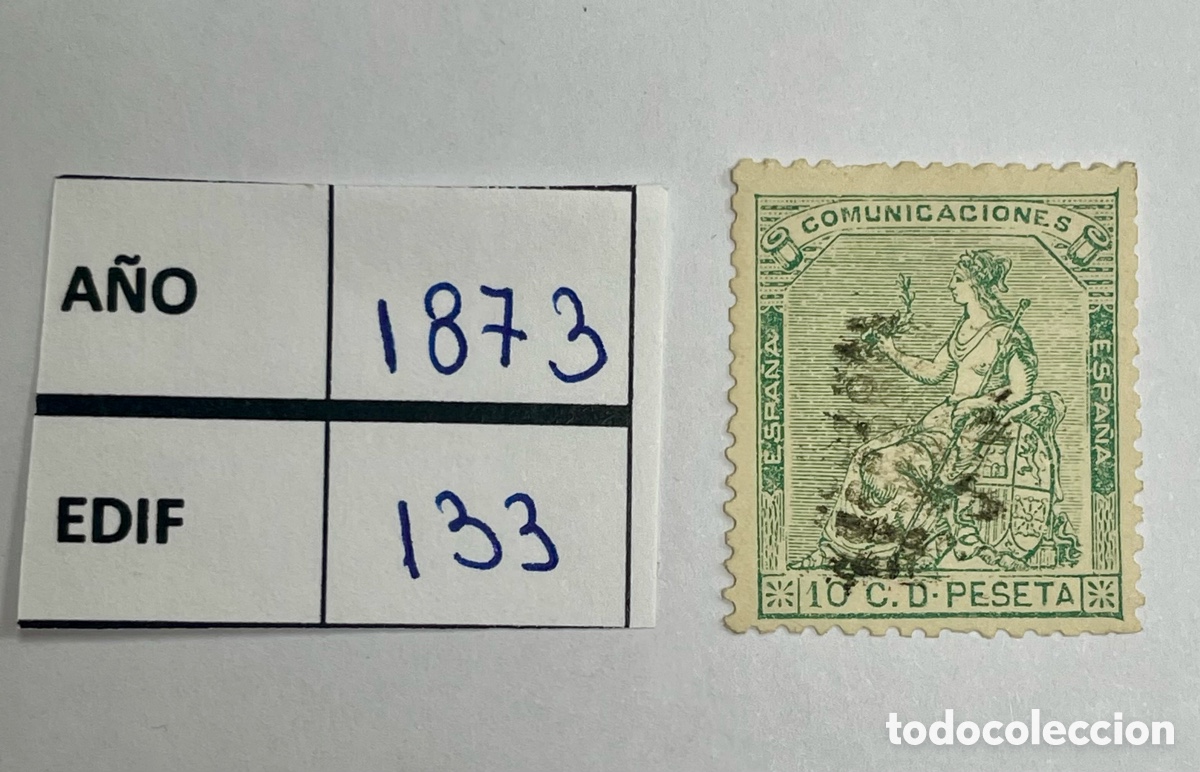 AÑO 1873
EDIF 133
COMUNICACIONES
ESPAÑA
ESPAÑA
10 C. D. PESETA
todocoleccion